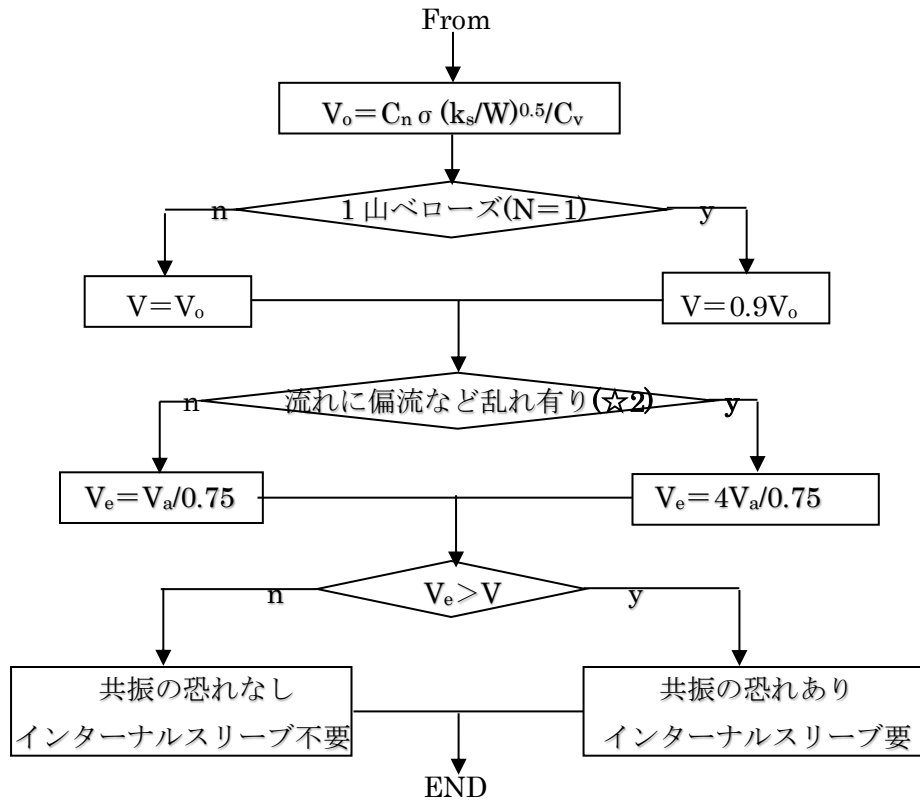 From
Vo＝Cnσ(ks/W)0.5/Cv
n 1 山ベローズ(N＝1) y
V＝Vo V＝0.9Vo
n 流れに偏流など乱れ有り(☆2) y
Ve＝Va/0.75 Ve＝4Va/0.75
n Ve＞V y
共振の恐れなし 共振の恐れあり
インターナルスリーブ不要 インターナルスリーブ要
END